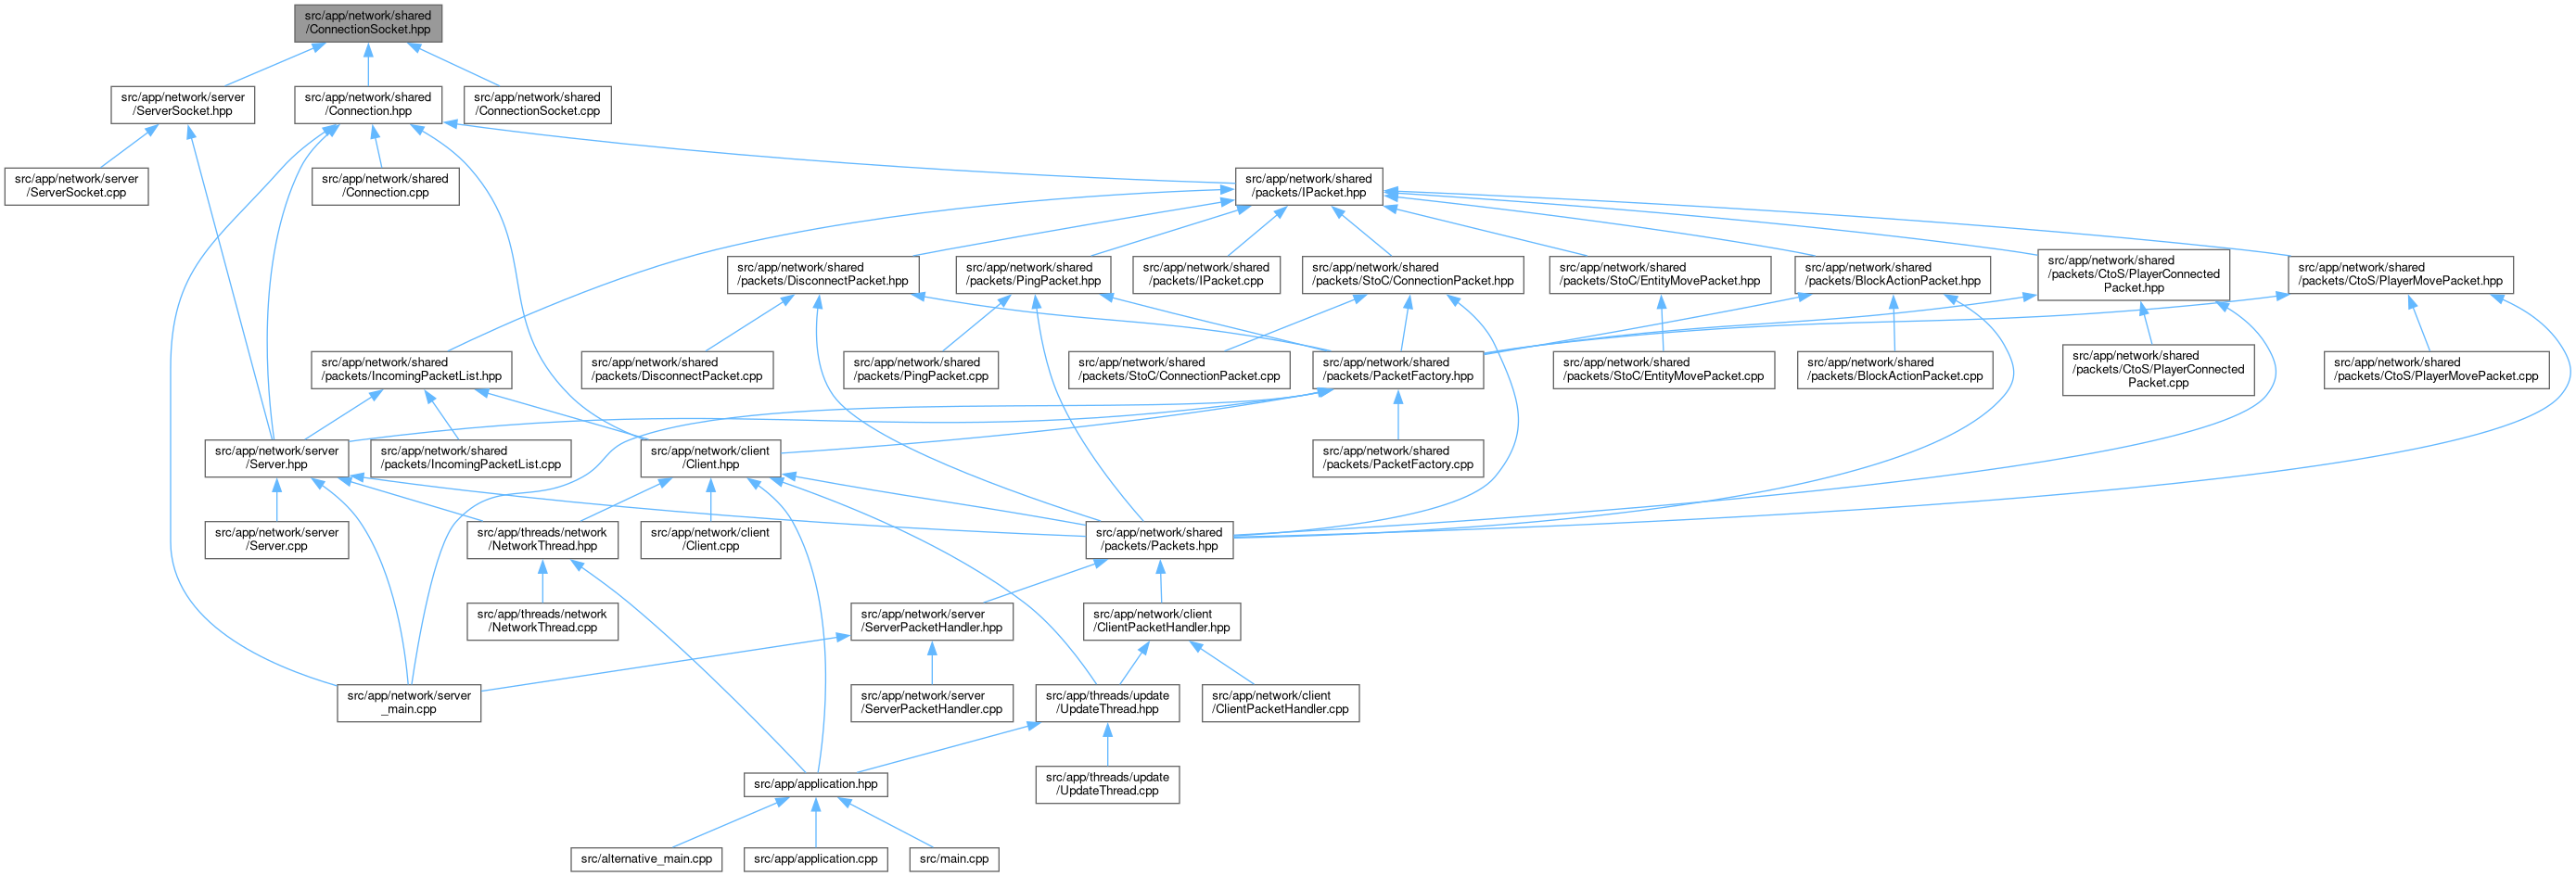 src/app/network/shared
/ConnectionSocket.hpp
src/app/network/server
/ServerSocket.hpp
src/app/network/shared
/Connection.hpp
src/app/network/shared
/ConnectionSocket.cpp
src/app/network/server
/ServerSocket.cpp
src/app/network/shared
/Connection.cpp
src/app/network/shared
/packets/IPacket.hpp
src/app/network/shared
/packets/DisconnectPacket.hpp
src/app/network/shared
/packets/PingPacket.hpp
src/app/network/shared
/packets/IPacket.cpp
src/app/network/shared
/packets/StoC/ConnectionPacket.hpp
src/app/network/shared
/packets/StoC/EntityMovePacket.hpp
src/app/network/shared
/packets/BlockActionPacket.hpp
src/app/network/shared
/packets/CtoS/PlayerConnected
Packet.hpp
src/app/network/shared
/packets/CtoS/PlayerMovePacket.hpp
src/app/network/shared
/packets/IncomingPacketList.hpp
src/app/network/shared
/packets/DisconnectPacket.cpp
src/app/network/shared
/packets/PingPacket.cpp
src/app/network/shared
/packets/StoC/ConnectionPacket.cpp
src/app/network/shared
/packets/PacketFactory.hpp
src/app/network/shared
/packets/StoC/EntityMovePacket.cpp
src/app/network/shared
/packets/BlockActionPacket.cpp
src/app/network/shared
/packets/CtoS/PlayerConnected
Packet.cpp
src/app/network/shared
/packets/CtoS/PlayerMovePacket.cpp
src/app/network/server
/Server.hpp
src/app/network/shared
/packets/IncomingPacketList.cpp
src/app/network/client
/Client.hpp
src/app/network/shared
/packets/PacketFactory.cpp
src/app/network/server
/Server.cpp
src/app/threads/network
/NetworkThread.hpp
src/app/network/client
/Client.cpp
src/app/network/shared
/packets/Packets.hpp
src/app/threads/network
/NetworkThread.cpp
src/app/network/server
/ServerPacketHandler.hpp
src/app/network/client
/ClientPacketHandler.hpp
src/app/network/server
_main.cpp
src/app/network/server
/ServerPacketHandler.cpp
src/app/threads/update
/UpdateThread.hpp
src/app/network/client
/ClientPacketHandler.cpp
src/app/application.hpp
src/app/threads/update
/UpdateThread.cpp
src/alternative_main.cpp
src/app/application.cpp
src/main.cpp